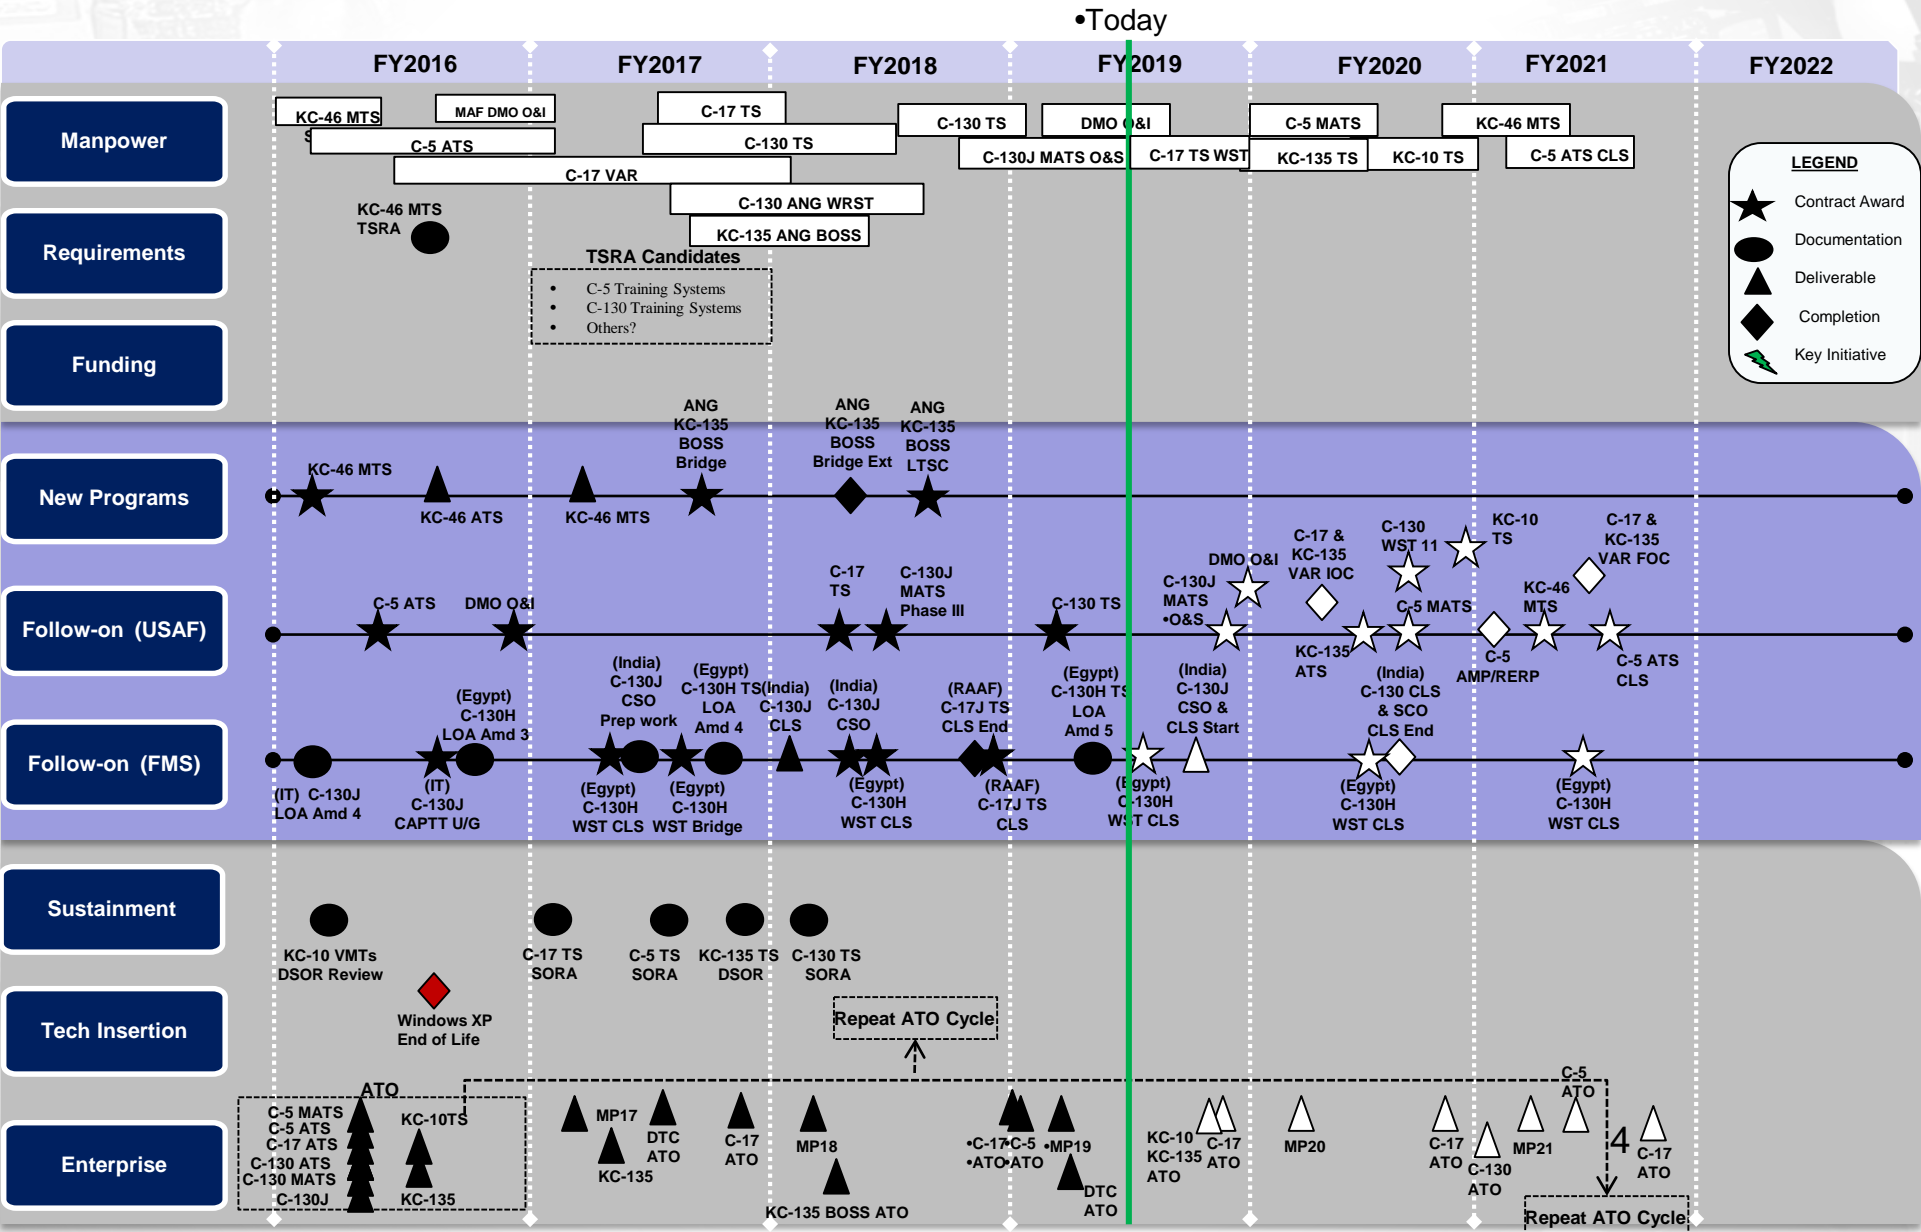 •Today
FY2016
FY2017
FY2018
FY2019
FY2020
FY2021
FY2022
Manpower
KC-46 MTS
S
MAF DMO O&I
C-5 ATS
C-17 VAR
C-17 TS
C-130 TS
C-130 ANG WRST
KC-135 ANG BOSS
C-130 TS
C-130J MATS O&S
DMO O&I
C-17 TS WST
C-5 MATS
KC-135 TS
KC-10 TS
KC-46 MTS
C-5 ATS CLS
LEGEND
Contract Award
Documentation
Deliverable
Completion
Key Initiative
Requirements
KC-46 MTS
TSRA
TSRA Candidates
• C-5 Training Systems
• C-130 Training Systems
• Others?
Funding
New Programs
KC-46 MTS
KC-46 ATS
KC-46 MTS
ANG
KC-135
BOSS
Bridge
ANG
KC-135
BOSS
Bridge Ext
ANG
KC-135
BOSS
LTSC
Follow-on (USAF)
C-5 ATS
DMO O&I
C-17
TS
C-130J
MATS
Phase III
C-130 TS
C-130J
MATS
•O&S
DMO O&I
C-17 &
KC-135
VAR IOC
KC-135
ATS
C-130
WST 11
C-5 MATS
KC-10
TS
C-5
AMP/RERP
KC-46
MTS
C-17 &
KC-135
VAR FOC
C-5 ATS
CLS
Follow-on (FMS)
(IT) C-130J
LOA Amd 4
(IT)
C-130J
CAPTT U/G
(Egypt)
C-130H
LOA Amd 3
(Egypt)
C-130H
WST CLS
(India)
C-130J
CSO
Prep work
(Egypt)
C-130H
WST Bridge
(Egypt)
C-130H TS
LOA
Amd 4
(India)
C-130J
CLS
(India)
C-130J
CSO
(Egypt)
C-130H
WST CLS
(RAAF)
C-17J TS
CLS End
(RAAF)
C-17J TS
CLS
(Egypt)
C-130H TS
LOA
Amd 5
(Egypt)
C-130H
WST CLS
(India)
C-130J
CSO &
CLS Start
(Egypt)
C-130H
WST CLS
(India)
C-130 CLS
& SCO
CLS End
(Egypt)
C-130H
WST CLS
Sustainment
KC-10 VMTs
DSOR Review
C-17 TS
SORA
C-5 TS
SORA
KC-135 TS
DSOR
C-130 TS
SORA
Tech Insertion
Windows XP
End of Life
Repeat ATO Cycle
Enterprise
ATO
C-5 MATS
C-5 ATS
C-17 ATS
C-130 ATS
C-130 MATS
C-130J
KC-10TS
KC-135
MP17
KC-135
DTC
ATO
C-17
ATO
MP18
KC-135 BOSS ATO
•C-17
•ATO
•C-5
•ATO
•MP19
DTC
ATO
KC-10
KC-135
ATO
C-17
ATO
MP20
C-17
ATO
C-130
ATO
MP21
C-5
ATO
4
C-17
ATO
Repeat ATO Cycle